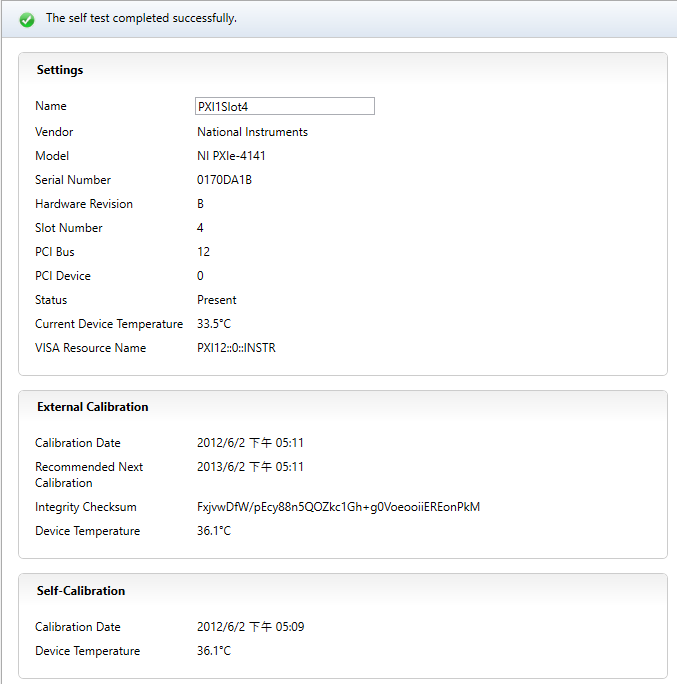 The self test completed successfully.
Settings
Name PXI1Slot4
Vendor National Instruments
Model NI PXIe-4141
Serial Number 0170DA1B
Hardware Revision B
Slot Number 4
PCI Bus 12
PCI Device 0
Status Present
Current Device Temperature 33.5°C
VISA Resource Name PXI12::0::INSTR
External Calibration
Calibration Date 2012/6/2 下午 05:11
Recommended Next 2013/6/2 下午 05:11
Calibration
Integrity Checksum FxjvwDfW/pEcy88n5QOZkc1Gh+g0VoeooiiEREonPkM
Device Temperature 36.1°C
Self-Calibration
Calibration Date 2012/6/2 下午 05:09
Device Temperature 36.1°C